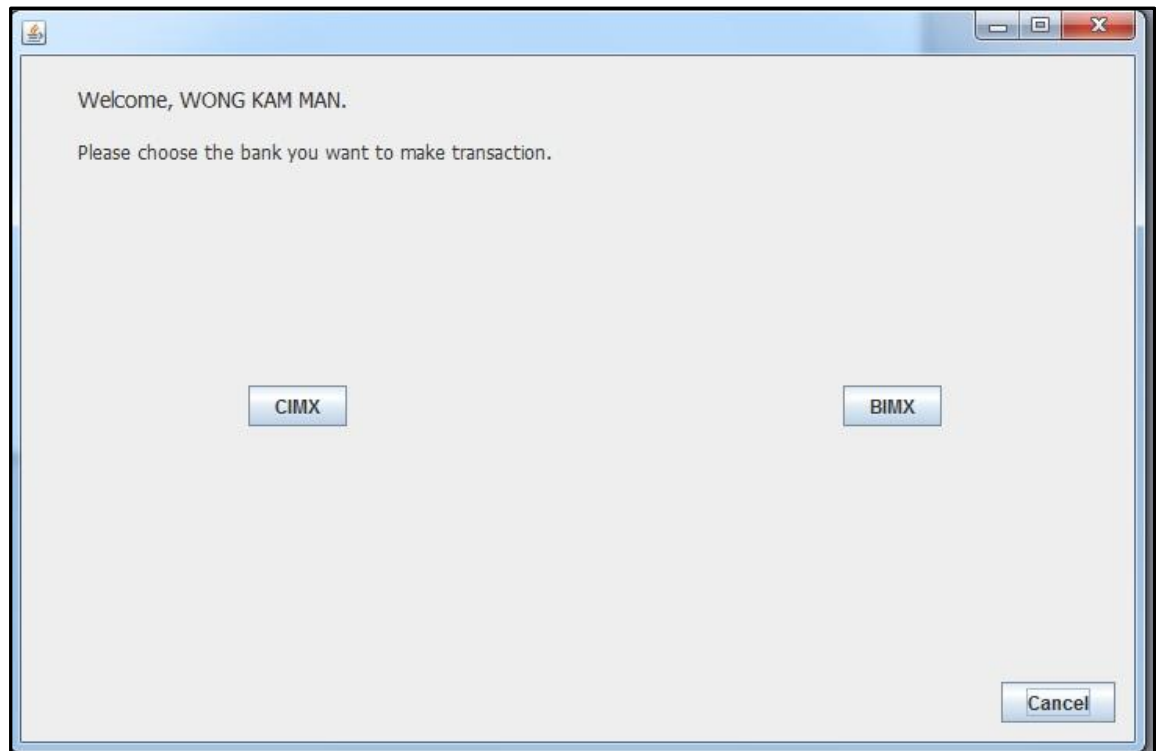 Welcome, WONG KAM MAN.
Please choose the bank you want to make transaction.
CIMX
BIMX
Cancel